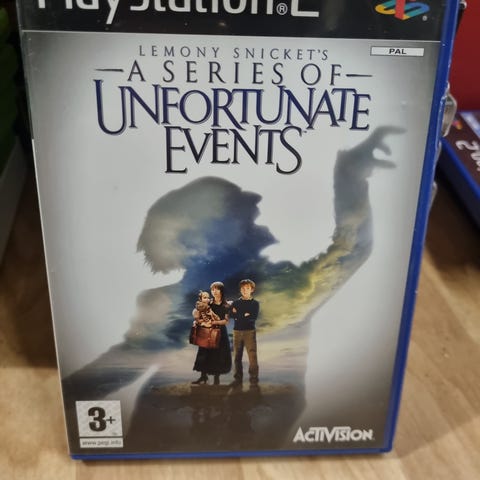 PlayStation®2
PAL
LEMONY SNICKET'S
A SERIES OF
UNFORTUNATE
EVENTS
3+
www.pegi.info
ACTIVISION